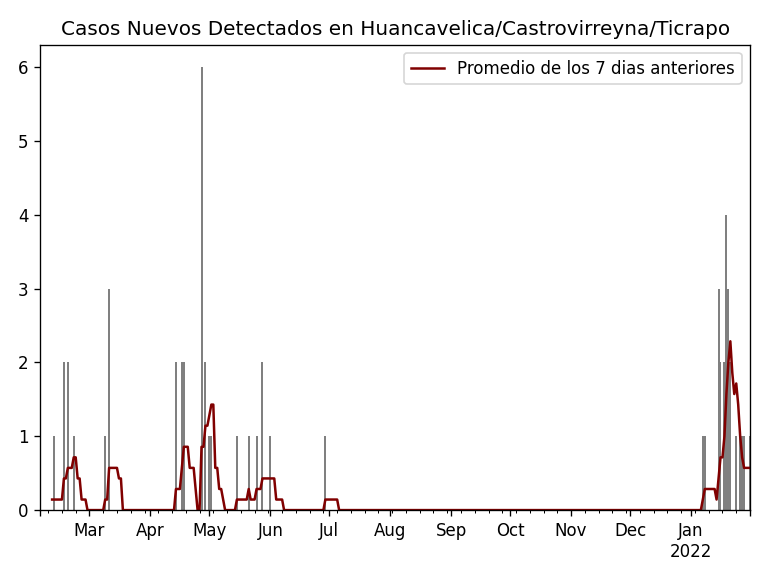 Casos Nuevos Detectados en Huancavelica/Castrovirreyna/Ticrapo
Promedio de los 7 dias anteriores
6
5
4
3
2
1
0
Mar Apr May Jun Jul Aug Sep Oct Nov Dec Jan
2022